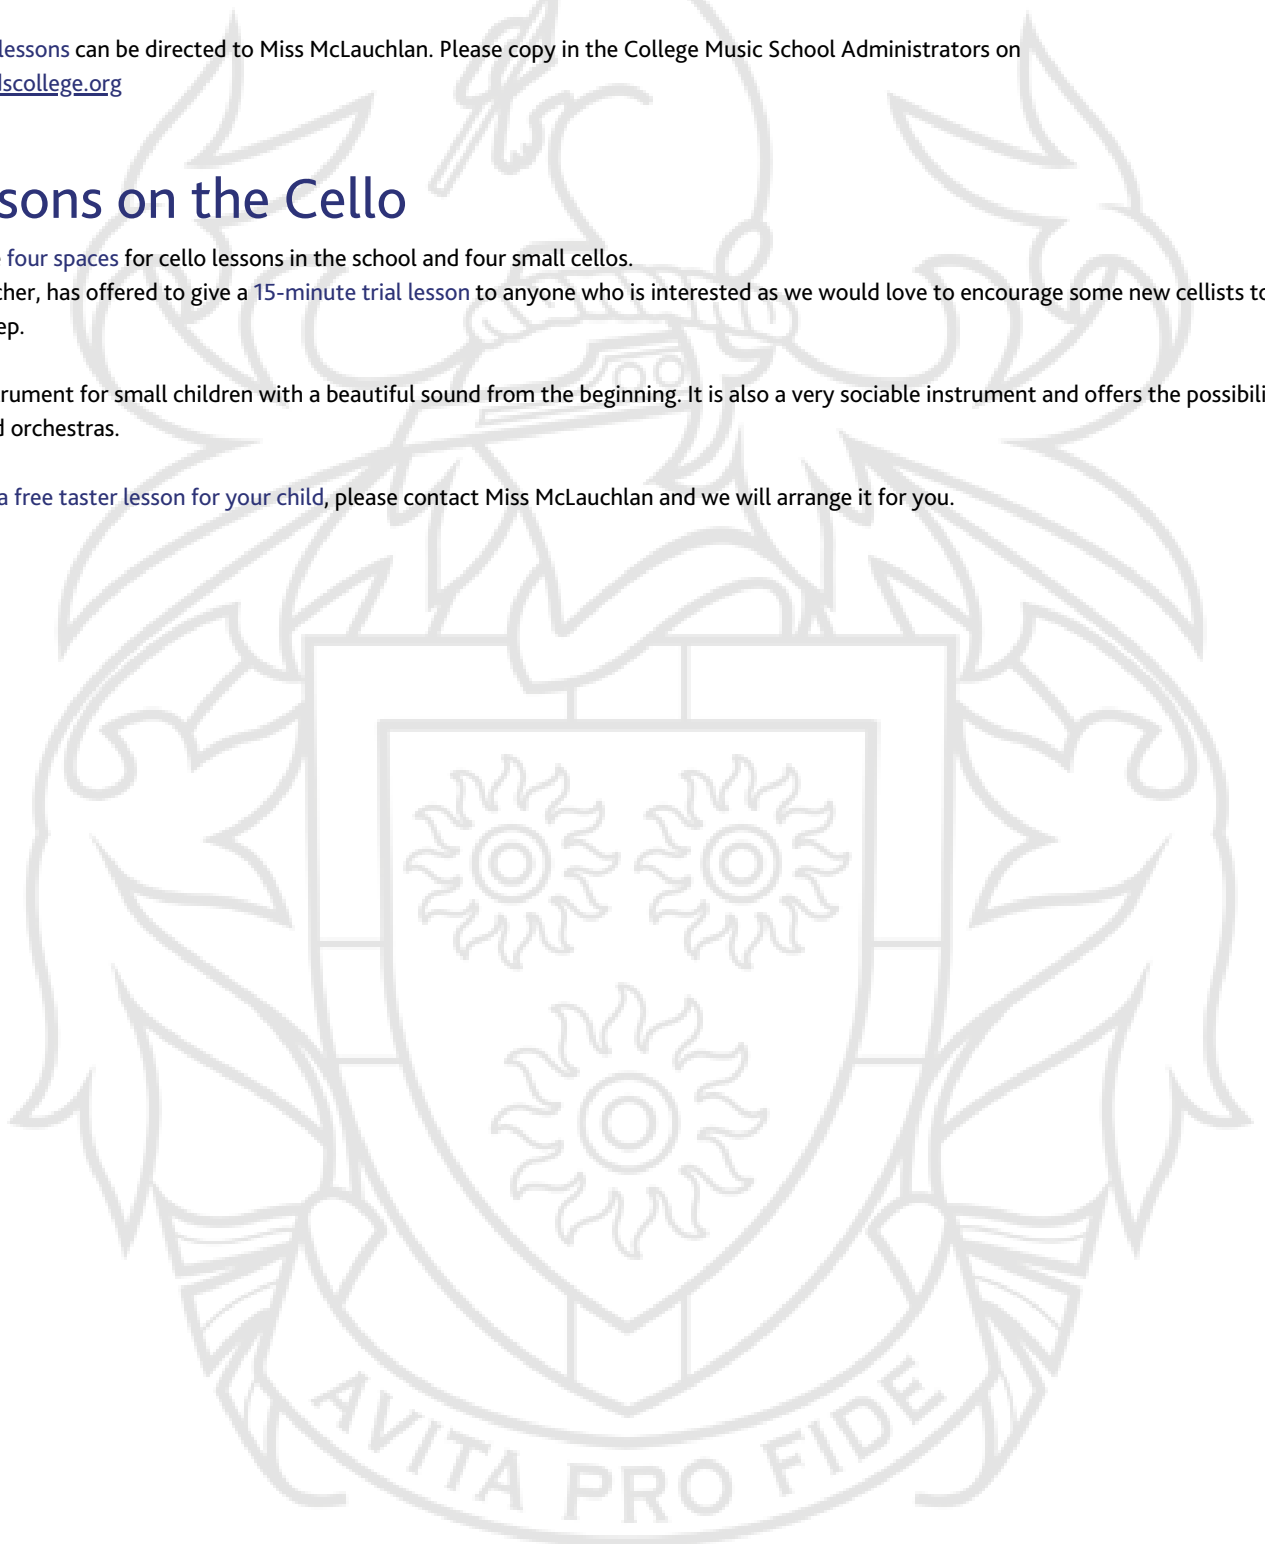 lessons can be directed to Miss McLauchlan. Please copy in the College Music School Administrators on
dscollege.org
sons on the Cello
four spaces for cello lessons in the school and four small cellos.
cher, has offered to give a 15-minute trial lesson to anyone who is interested as we would love to encourage some new cellists to
ep.
trument for small children with a beautiful sound from the beginning. It is also a very sociable instrument and offers the possibili
d orchestras.
a free taster lesson for your child, please contact Miss McLauchlan and we will arrange it for you.
AVITA PRO FIDE